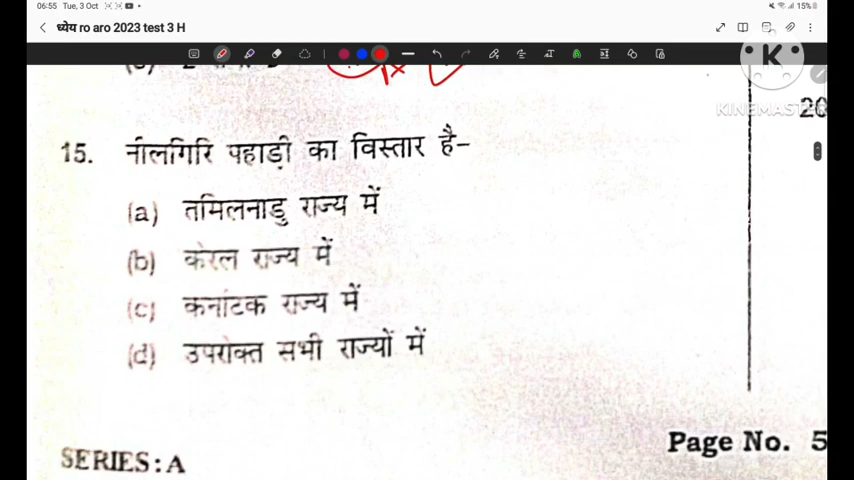 06:55 Tue, 3 Oct
15%
ध्येय ro aro 2023 test 3 H
KINEMASTER
20
15. नीलगिरि पहाड़ी का विस्तार है–
(a) तमिलनाडु राज्य में
(b) केरल राज्य में
(c) कर्नाटक राज्य में
(d) उपरोक्त सभी राज्यों में
Page No. 5
SERIES : A